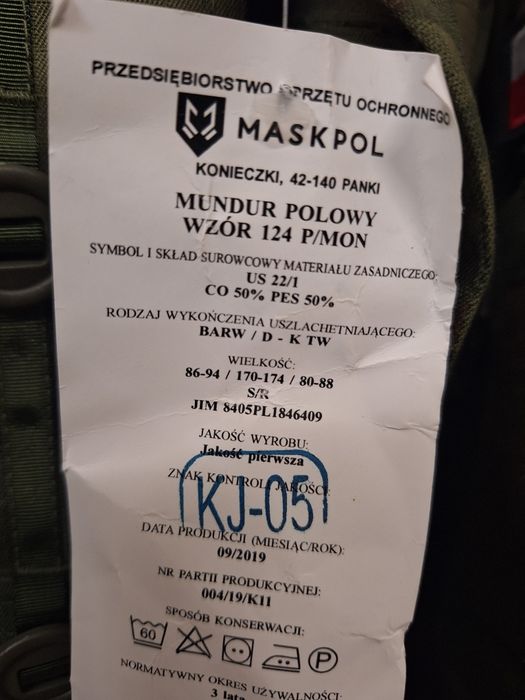 PRZEDSIĘBIORSTWO SPRZĘTU OCHRONNEGO
MASKPOL
KONIECZKI, 42-140 PANKI
MUNDUR POLOWY
WZÓR 124 P/MON
SYMBOL I SKŁAD SUROWCOWY MATERIAŁU ZASADNICZEGO:
US 22/1
CO 50% PES 50%
RODZAJ WYKOŃCZENIA USZLACHETNIAJĄCEGO:
BARW / D - K TW
WIELKOŚĆ:
86-94 / 170-174 / 80-88
S/R
JIM 8405PL1846409
JAKOŚĆ WYROBU:
Jakość pierwsza
ZNAK KONTROLI JAKOŚCI:
KJ-05
DATA PRODUKCJI (MIESIĄC/ROK):
09/2019
NR PARTII PRODUKCYJNEJ:
004/19/K11
SPOSÓB KONSERWACJI:
60 P
NORMATYWNY OKRES UŻYWALNOŚCI:
3 lata